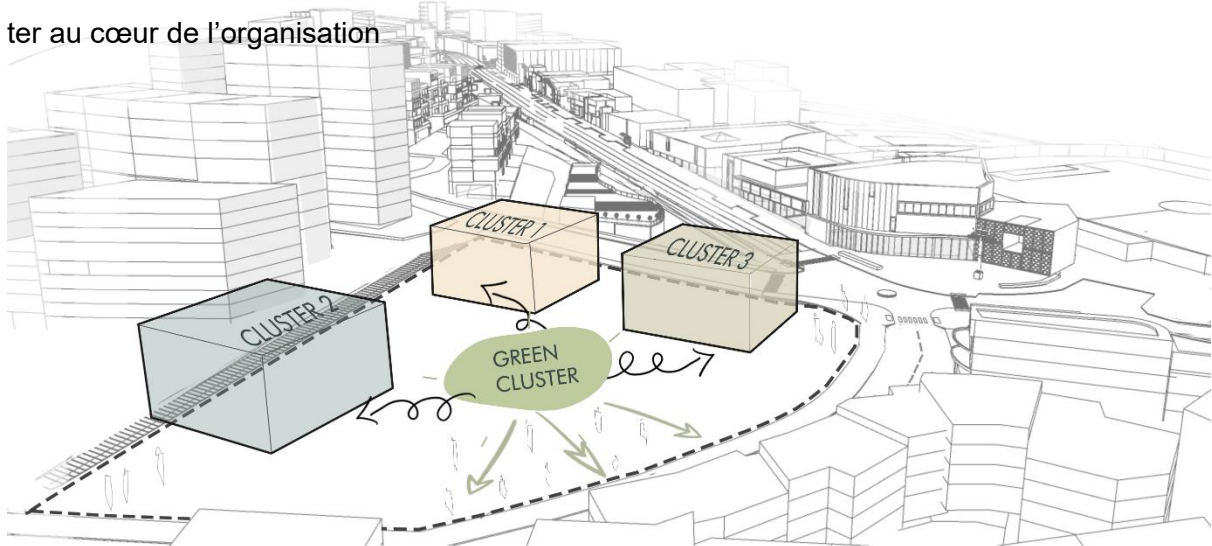 ter au cœur de l’organisation
CLUSTER 1
CLUSTER 3
CLUSTER 2
GREEN
CLUSTER